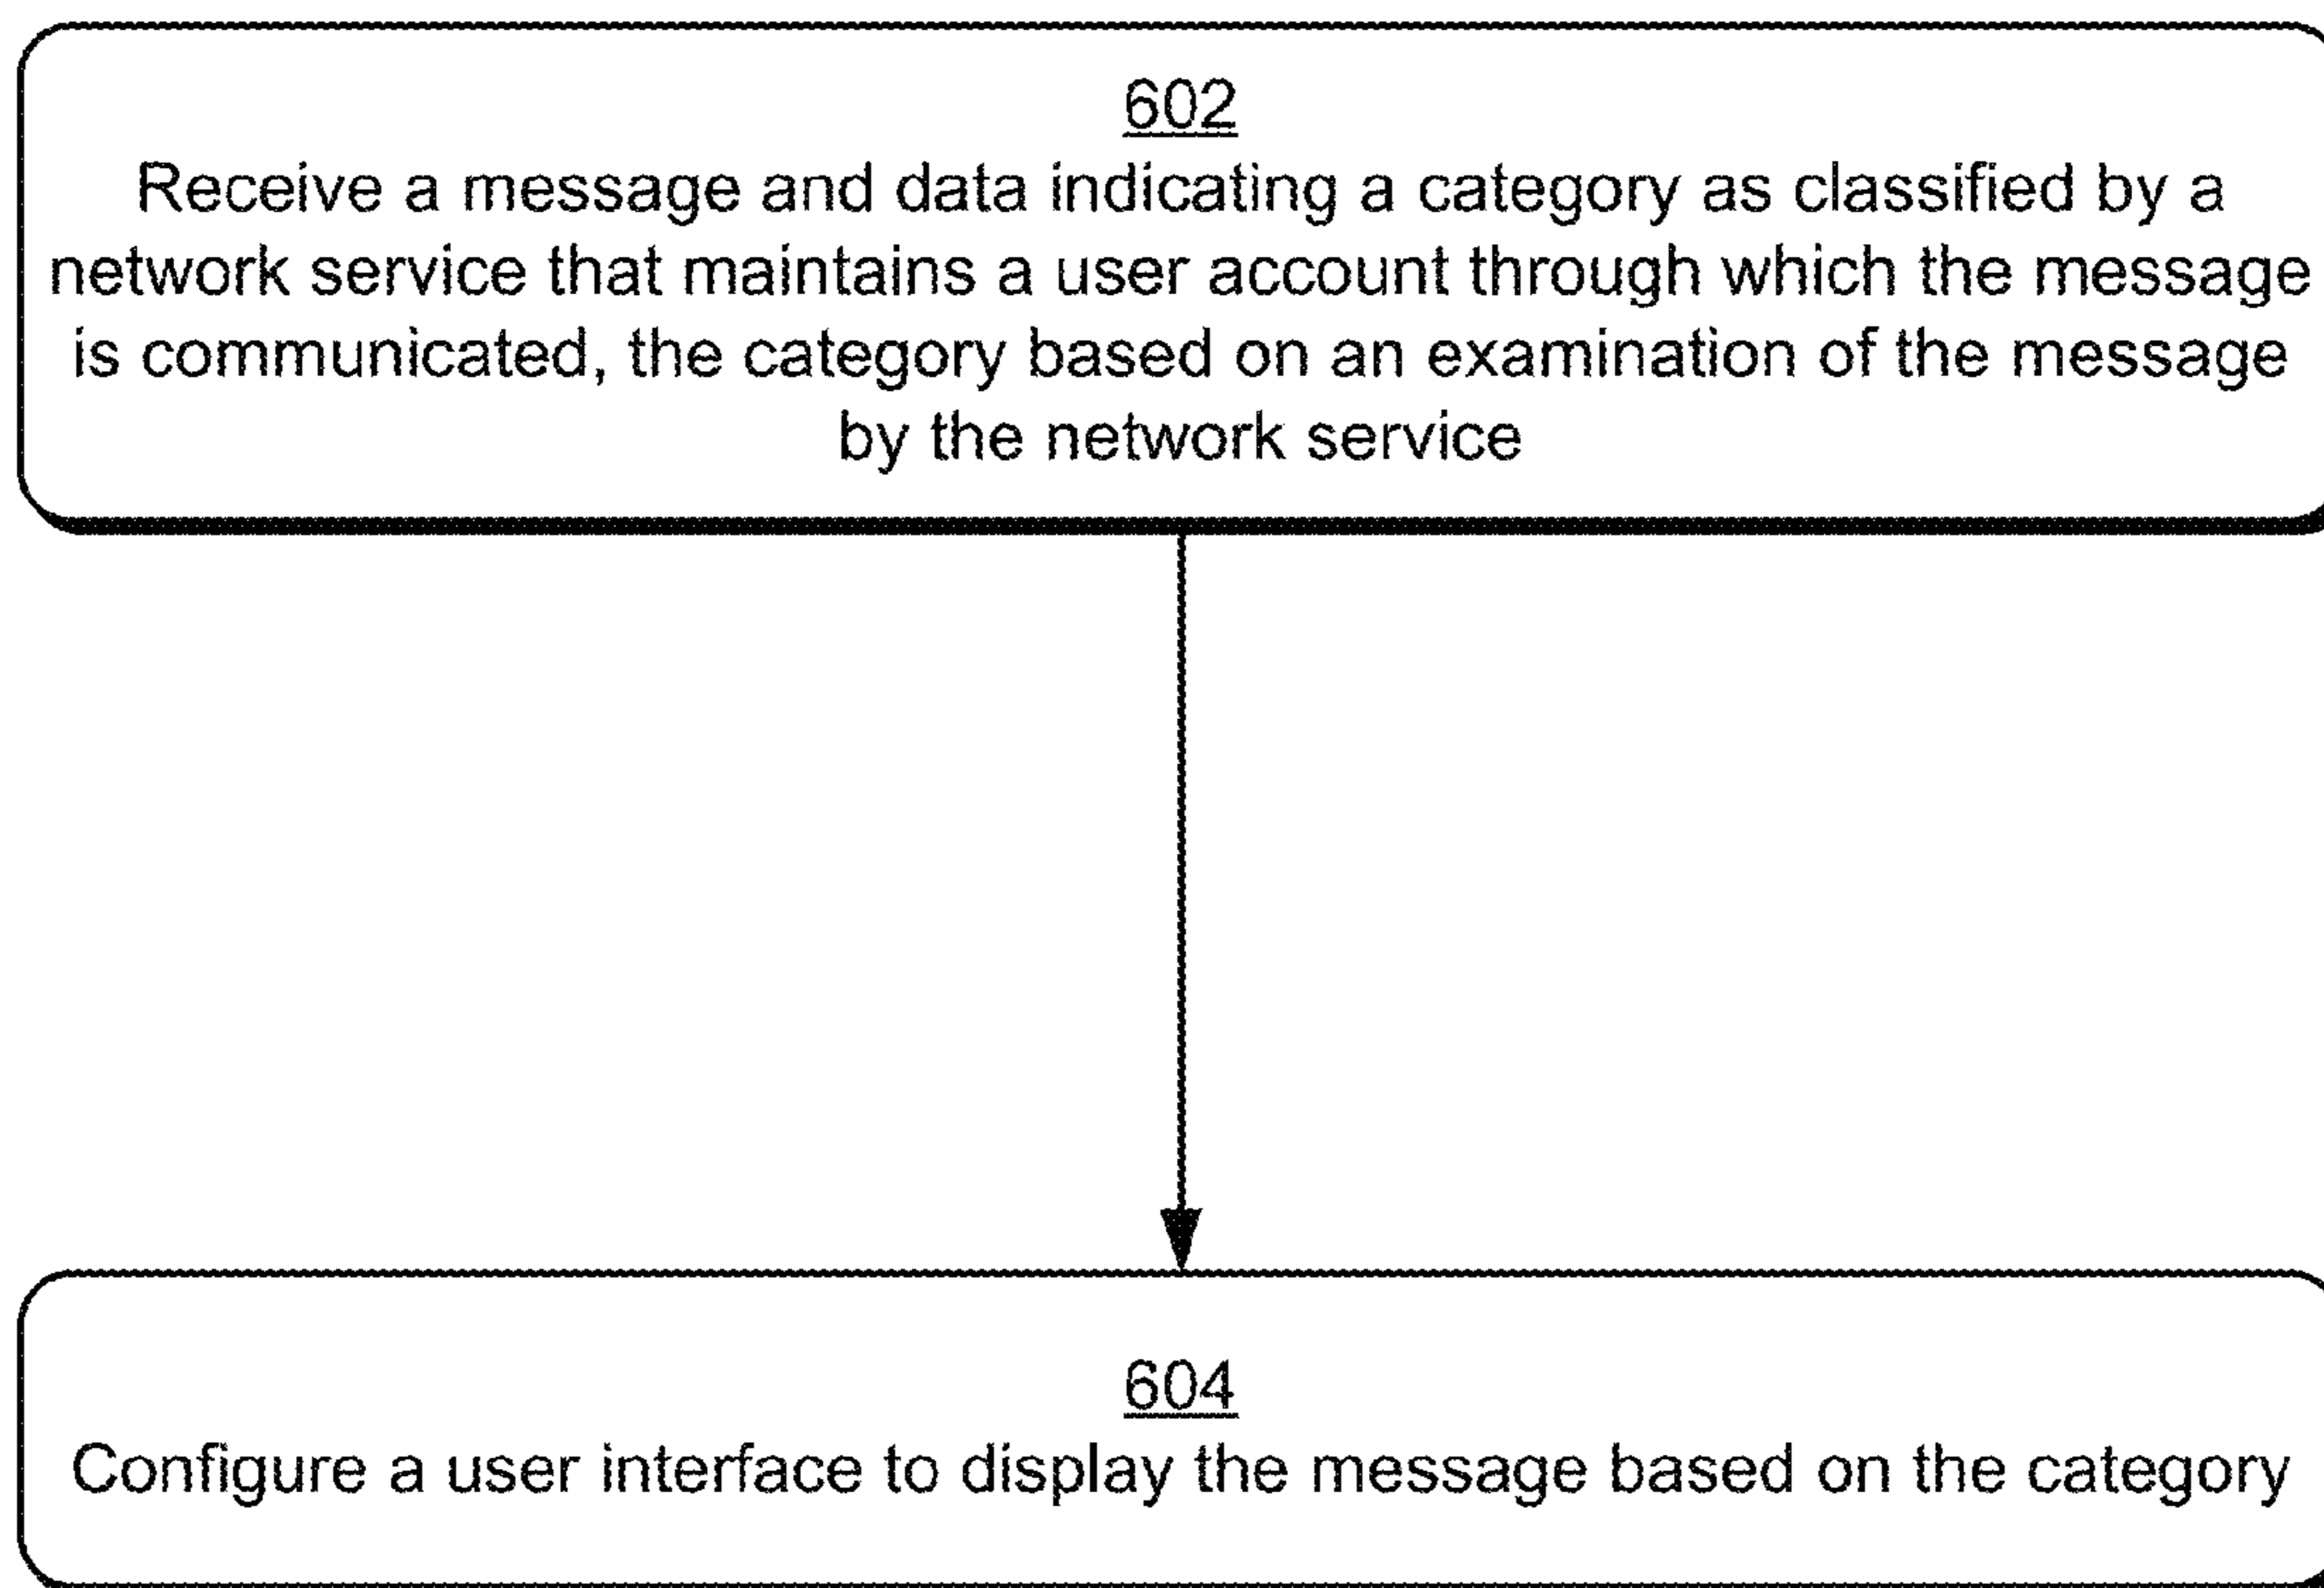 602
Receive a message and data indicating a category as classified by a
network service that maintains a user account through which the message
is communicated, the category based on an examination of the message
by the network service
604
Configure a user interface to display the message based on the category